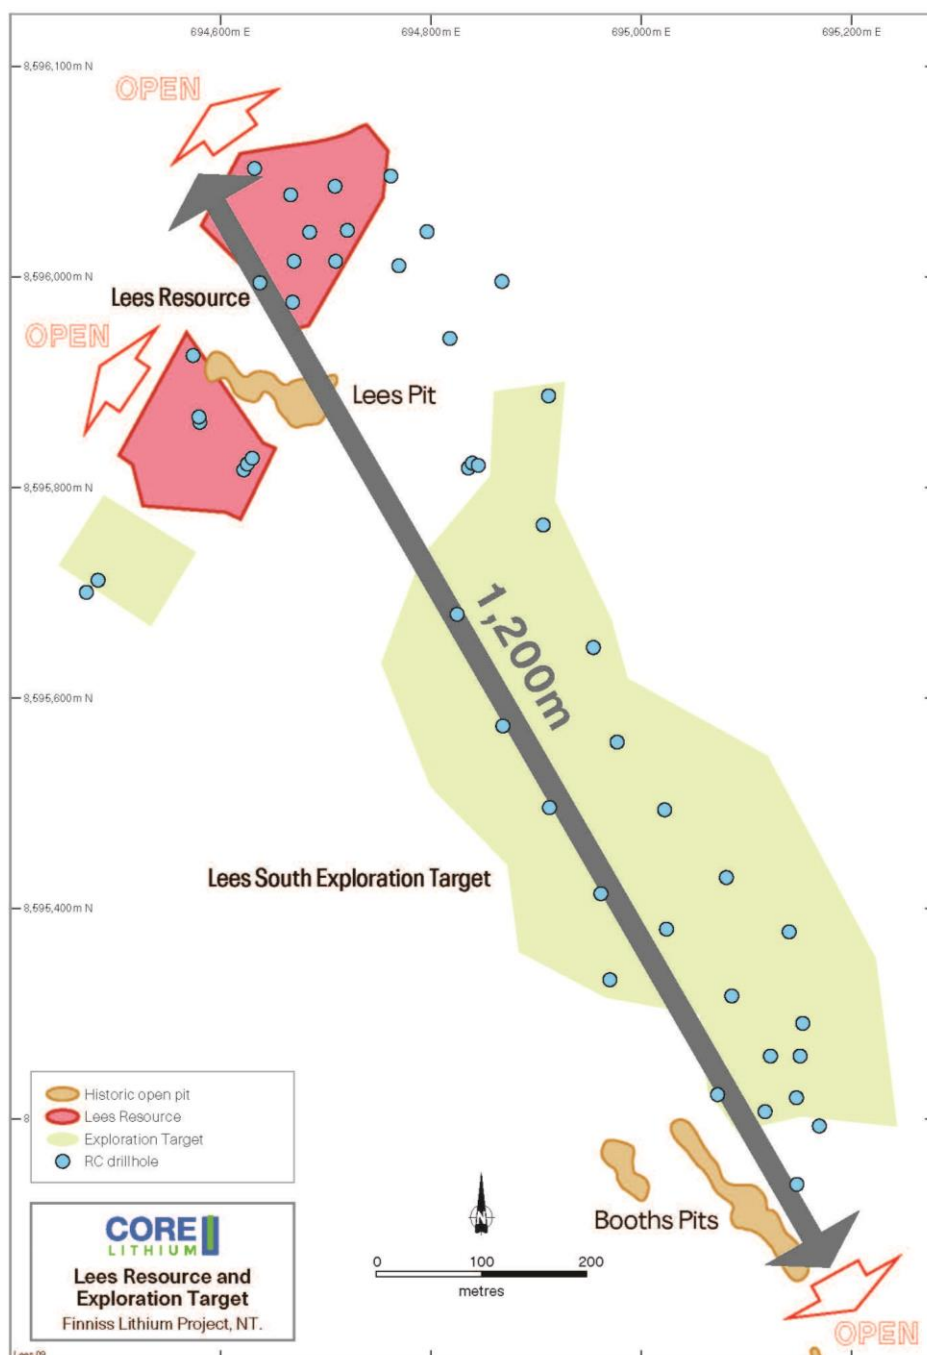 694,600m E 694,800m E 695,000m E 695,200m E
8,596,100m N
OPEN
8,596,000m N
Lees Resource
OPEN
Lees Pit
8,595,800m N
1,200m
8,595,600m N
Lees South Exploration Target
8,595,400m N
8
Historic open pit
Lees Resource
Exploration Target
RC drillhole
N
Booths Pits
CORE
LITHIUM
Lees Resource and
Exploration Target
Finniss Lithium Project, NT.
0 100 200
metres
OPEN